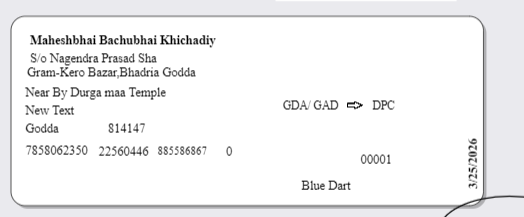 Maheshbhai Bachubhai Khichadiy
S/o Nagendra Prasad Sha
Gram-Kero Bazar,Bhadria Godda
Near By Durga maa Temple
New Text
GDA/ GAD ⇨ DPC
Godda 814147
7858062350 22560446 885586867 0
00001
Blue Dart
3/25/2026